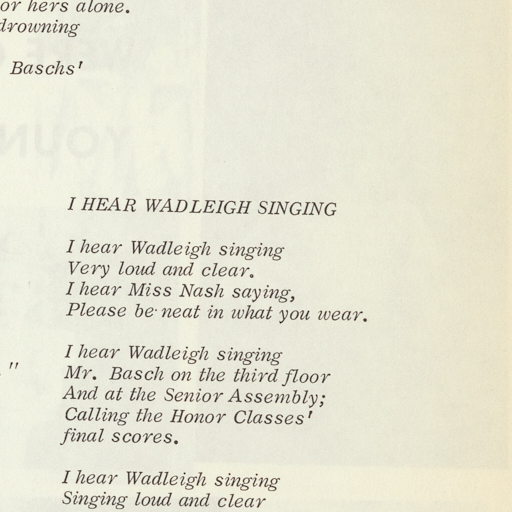 or hers alone.
drowning
Baschs'
I HEAR WADLEIGH SINGING
I hear Wadleigh singing
Very loud and clear.
I hear Miss Nash saying,
Please be neat in what you wear.
I hear Wadleigh singing
"
Mr. Basch on the third floor
And at the Senior Assembly;
Calling the Honor Classes'
final scores.
I hear Wadleigh singing
Singing loud and clear